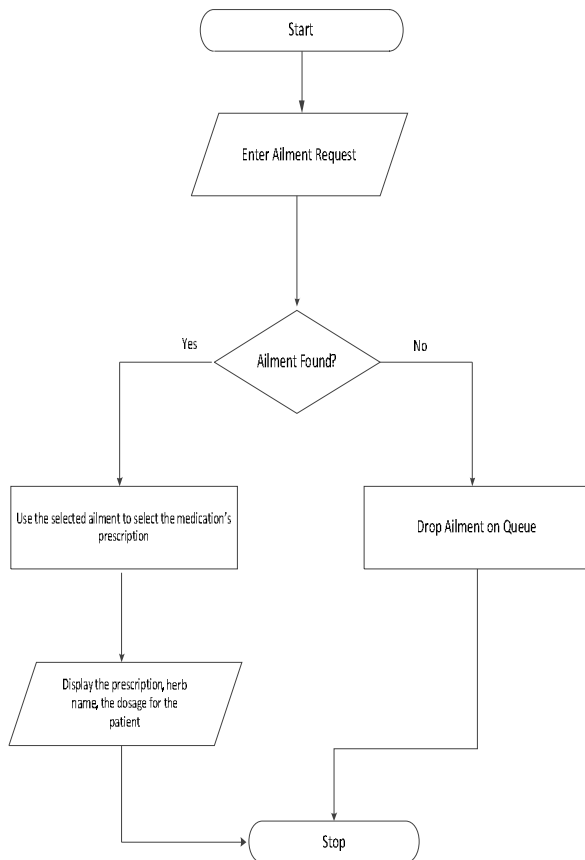 Start
Enter Ailment Request
Ailment Found?
Yes
No
Use the selected ailment to select the medication's
prescription
Drop Ailment on Queue
Display the prescription, herb
name, the dosage for the
patient
Stop